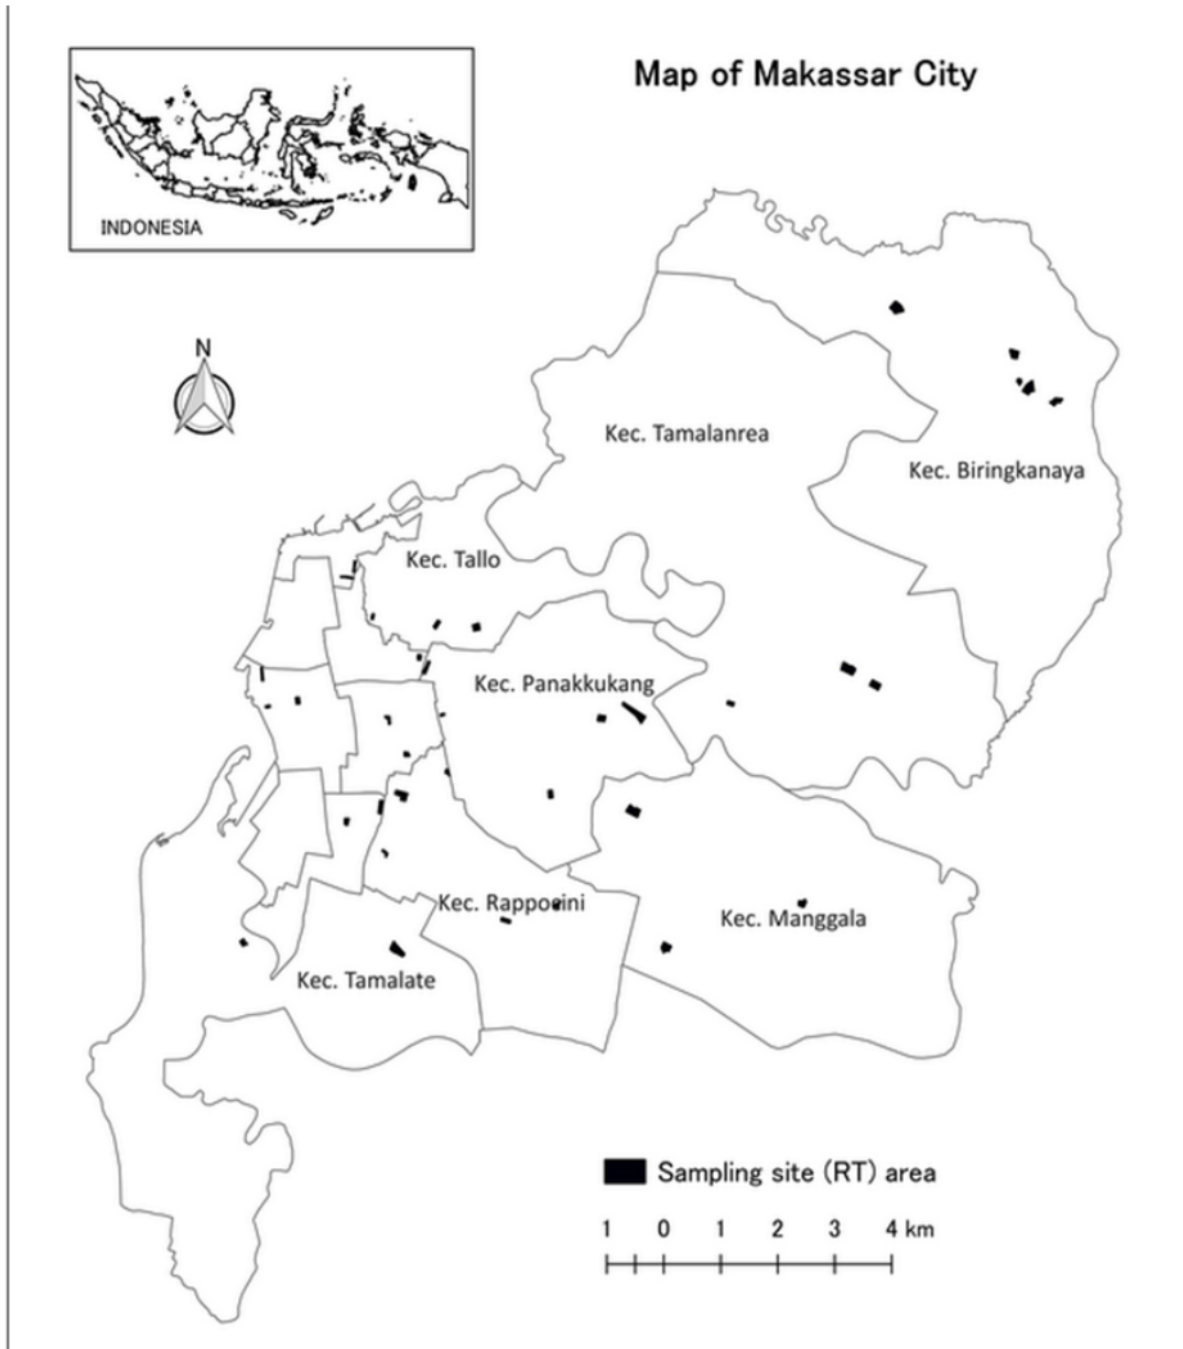 Map of Makassar City
INDONESIA
N
Kec. Tamalanrea
Kec. Biringkanaya
Kec. Tallo
Kec. Panakkukang
Kec. Rappocini
Kec. Manggala
Kec. Tamalate
Sampling site (RT) area
1 0 1 2 3 4 km